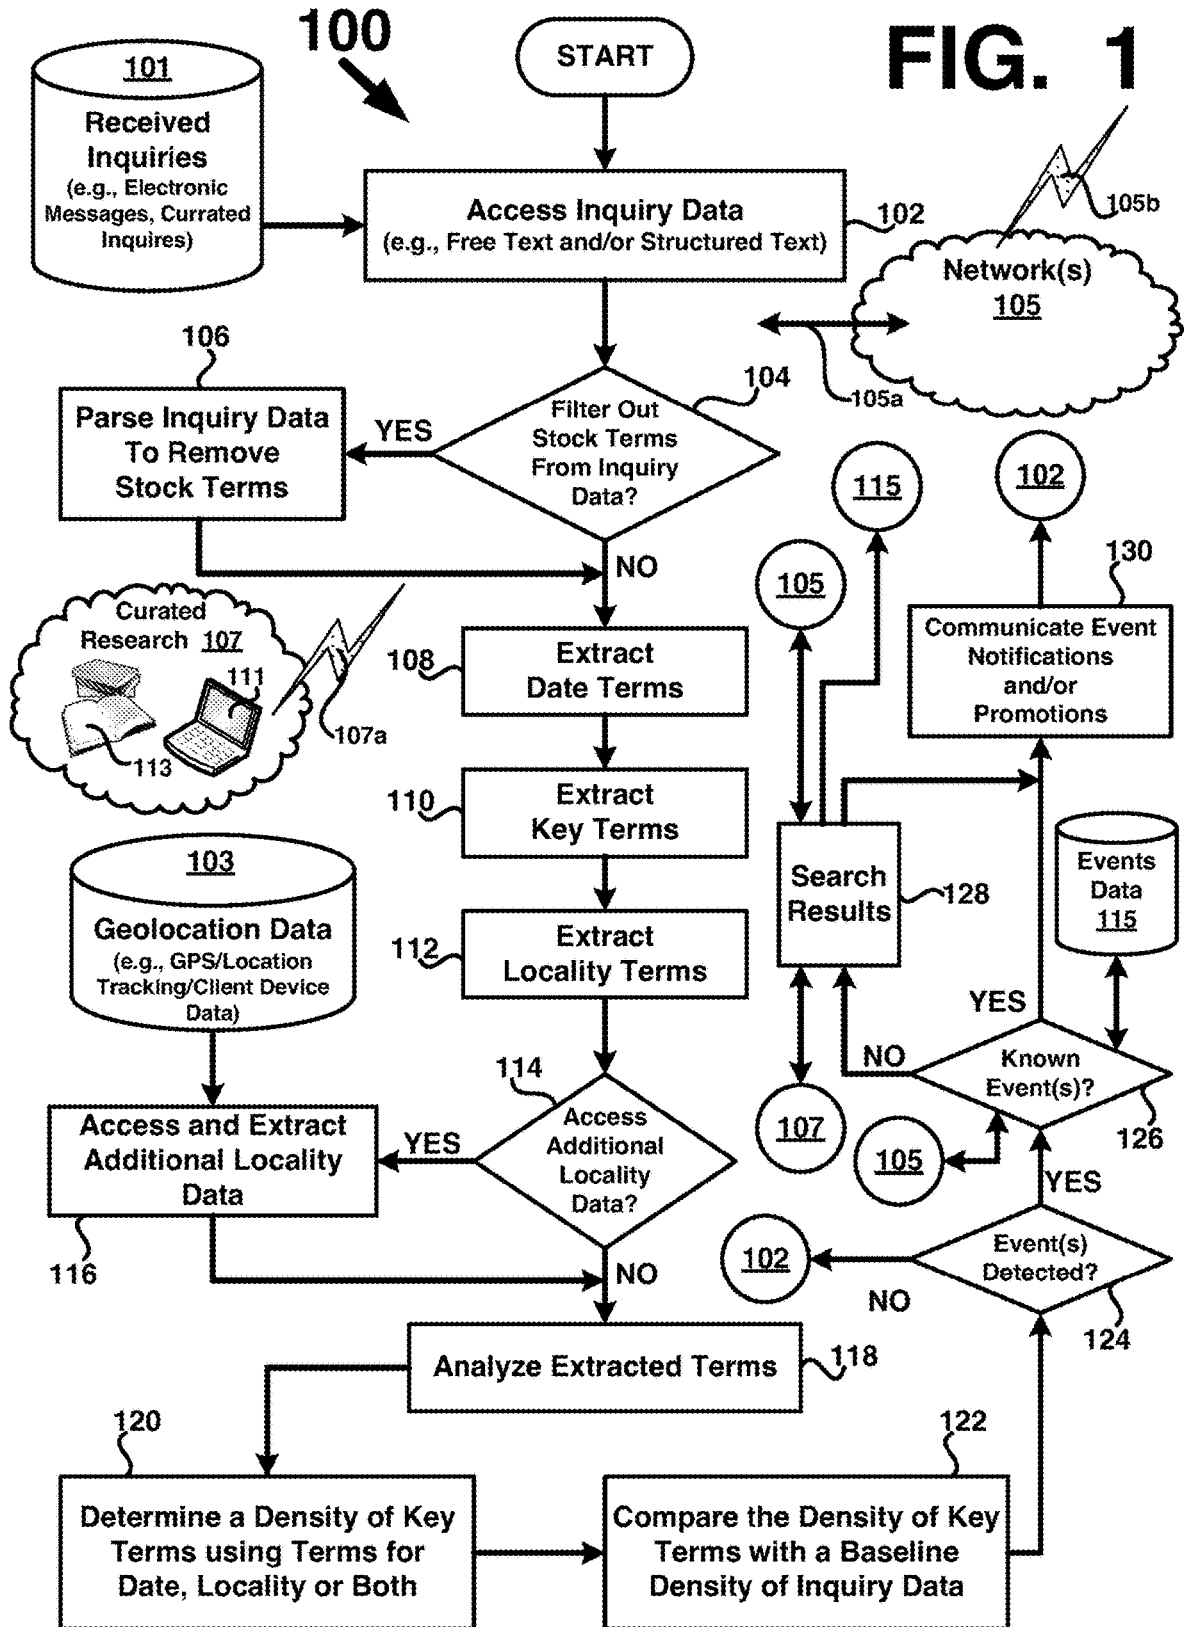 100
FIG. 1
START
101
Received
Inquiries
(e.g., Electronic
Messages, Currated
Inquires)
Access Inquiry Data
(e.g., Free Text and/or Structured Text)
102
105b
Network(s)
105
105a
106
Parse Inquiry Data
To Remove
Stock Terms
YES
104
Filter Out
Stock Terms
From Inquiry
Data?
NO
115
102
105
130
Communicate Event
Notifications
and/or
Promotions
Curated
Research 107
111
113
107a
108
Extract
Date Terms
110
Extract
Key Terms
112
Extract
Locality Terms
103
Geolocation Data
(e.g., GPS/Location
Tracking/Client Device
Data)
Search
Results
128
Events
Data
115
YES
NO
Known
Event(s)?
126
107
105
114
Access
Additional
Locality
Data?
YES
Access and Extract
Additional Locality
Data
116
NO
YES
102
Event(s)
Detected?
NO
124
Analyze Extracted Terms
118
120
Determine a Density of Key
Terms using Terms for
Date, Locality or Both
122
Compare the Density of Key
Terms with a Baseline
Density of Inquiry Data